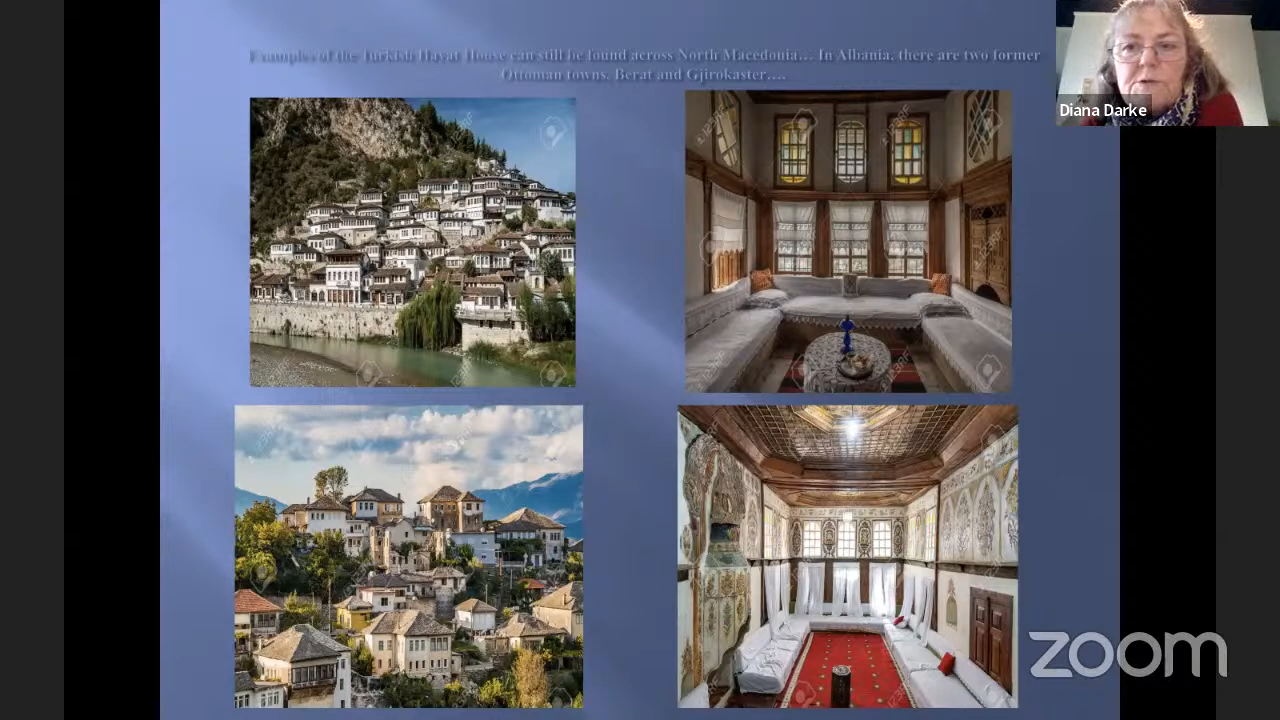 Examples of the Turkish Hayat House can still be found across North Macedonia... In Albania, there are two former
Ottoman towns, Berat and Gjirokaster....
Diana Darke
zoom